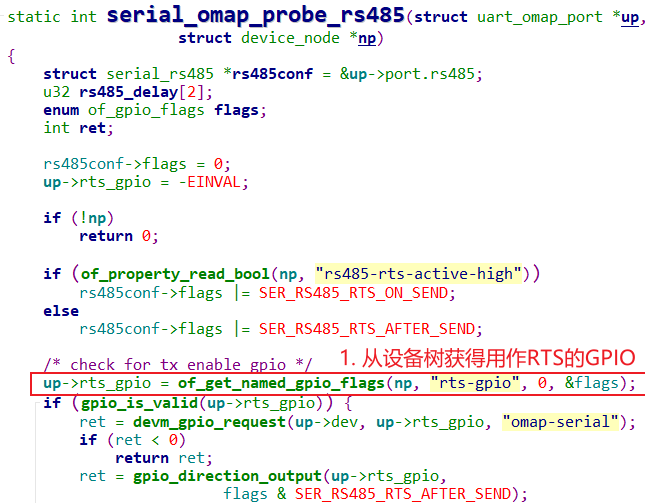 static int serial_omap_probe_rs485(struct uart_omap_port *up,
struct device_node *np)
{
struct serial_rs485 *rs485conf = &up->port.rs485;
u32 rs485_delay[2];
enum of_gpio_flags flags;
int ret;
rs485conf->flags = 0;
up->rts_gpio = -EINVAL;
if (!np)
return 0;
if (of_property_read_bool(np, "rs485-rts-active-high"))
rs485conf->flags |= SER_RS485_RTS_ON_SEND;
else
rs485conf->flags |= SER_RS485_RTS_AFTER_SEND;
/* check for tx enable gpio */ 1. 从设备树获得用作RTS的GPIO
up->rts_gpio = of_get_named_gpio_flags(np, "rts-gpio", 0, &flags);
if (gpio_is_valid(up->rts_gpio)) {
ret = devm_gpio_request(up->dev, up->rts_gpio, "omap-serial");
if (ret < 0)
return ret;
ret = gpio_direction_output(up->rts_gpio,
flags & SER_RS485_RTS_AFTER_SEND);